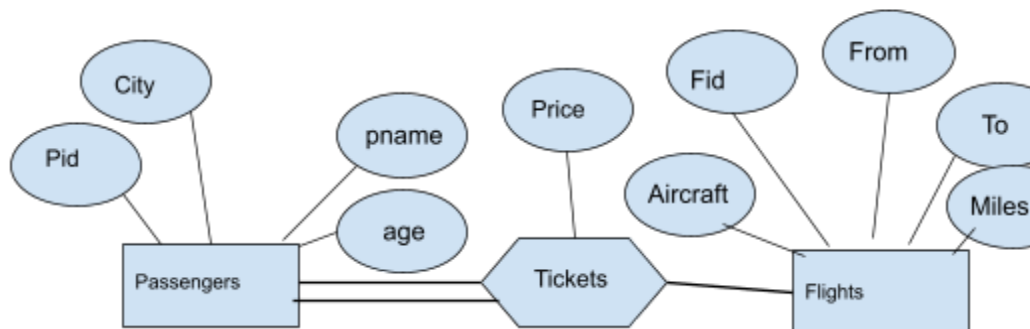 City
Pid
pname
age
Passengers
Price
Tickets
Fid
From
To
Miles
Aircraft
Flights